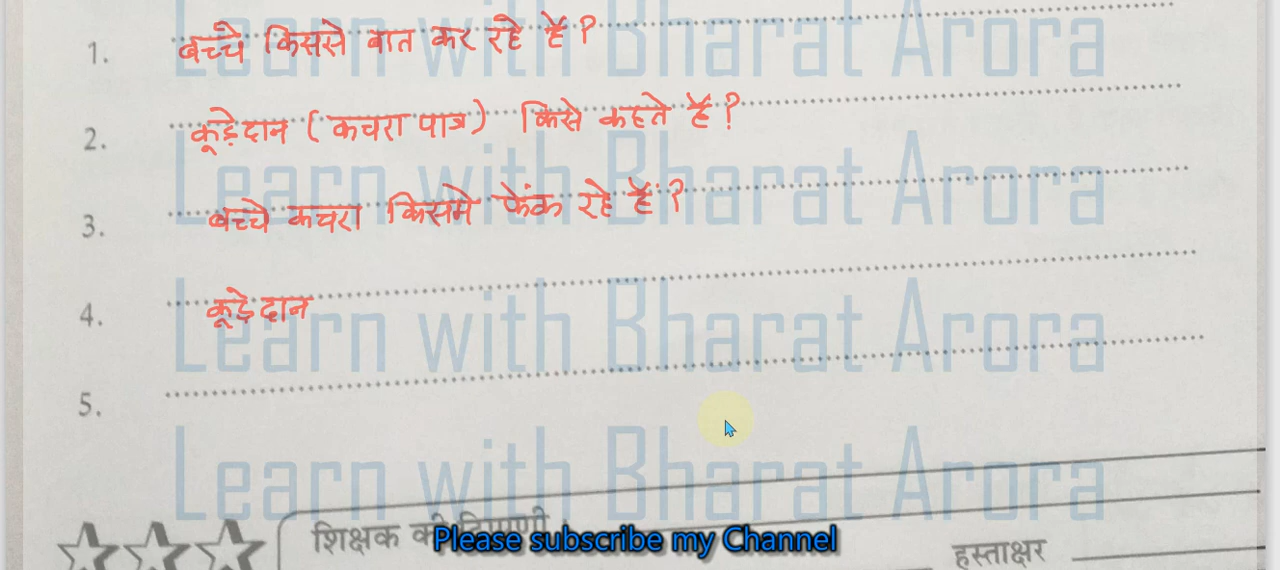 1. बच्चे किससे बात कर रहे हैं?
2. कूड़ेदान (कचरा पात्र) किसे कहते हैं?
3. बच्चे कचरा किसमे फेंक रहे हैं?
4. कूड़ेदान
5.
Learn with Bharat Arora
Learn with Bharat Arora
Learn with Bharat Arora
Learn with Bharat Arora
शिक्षक की टिप्पणी
Please subscribe my Channel
हस्ताक्षर